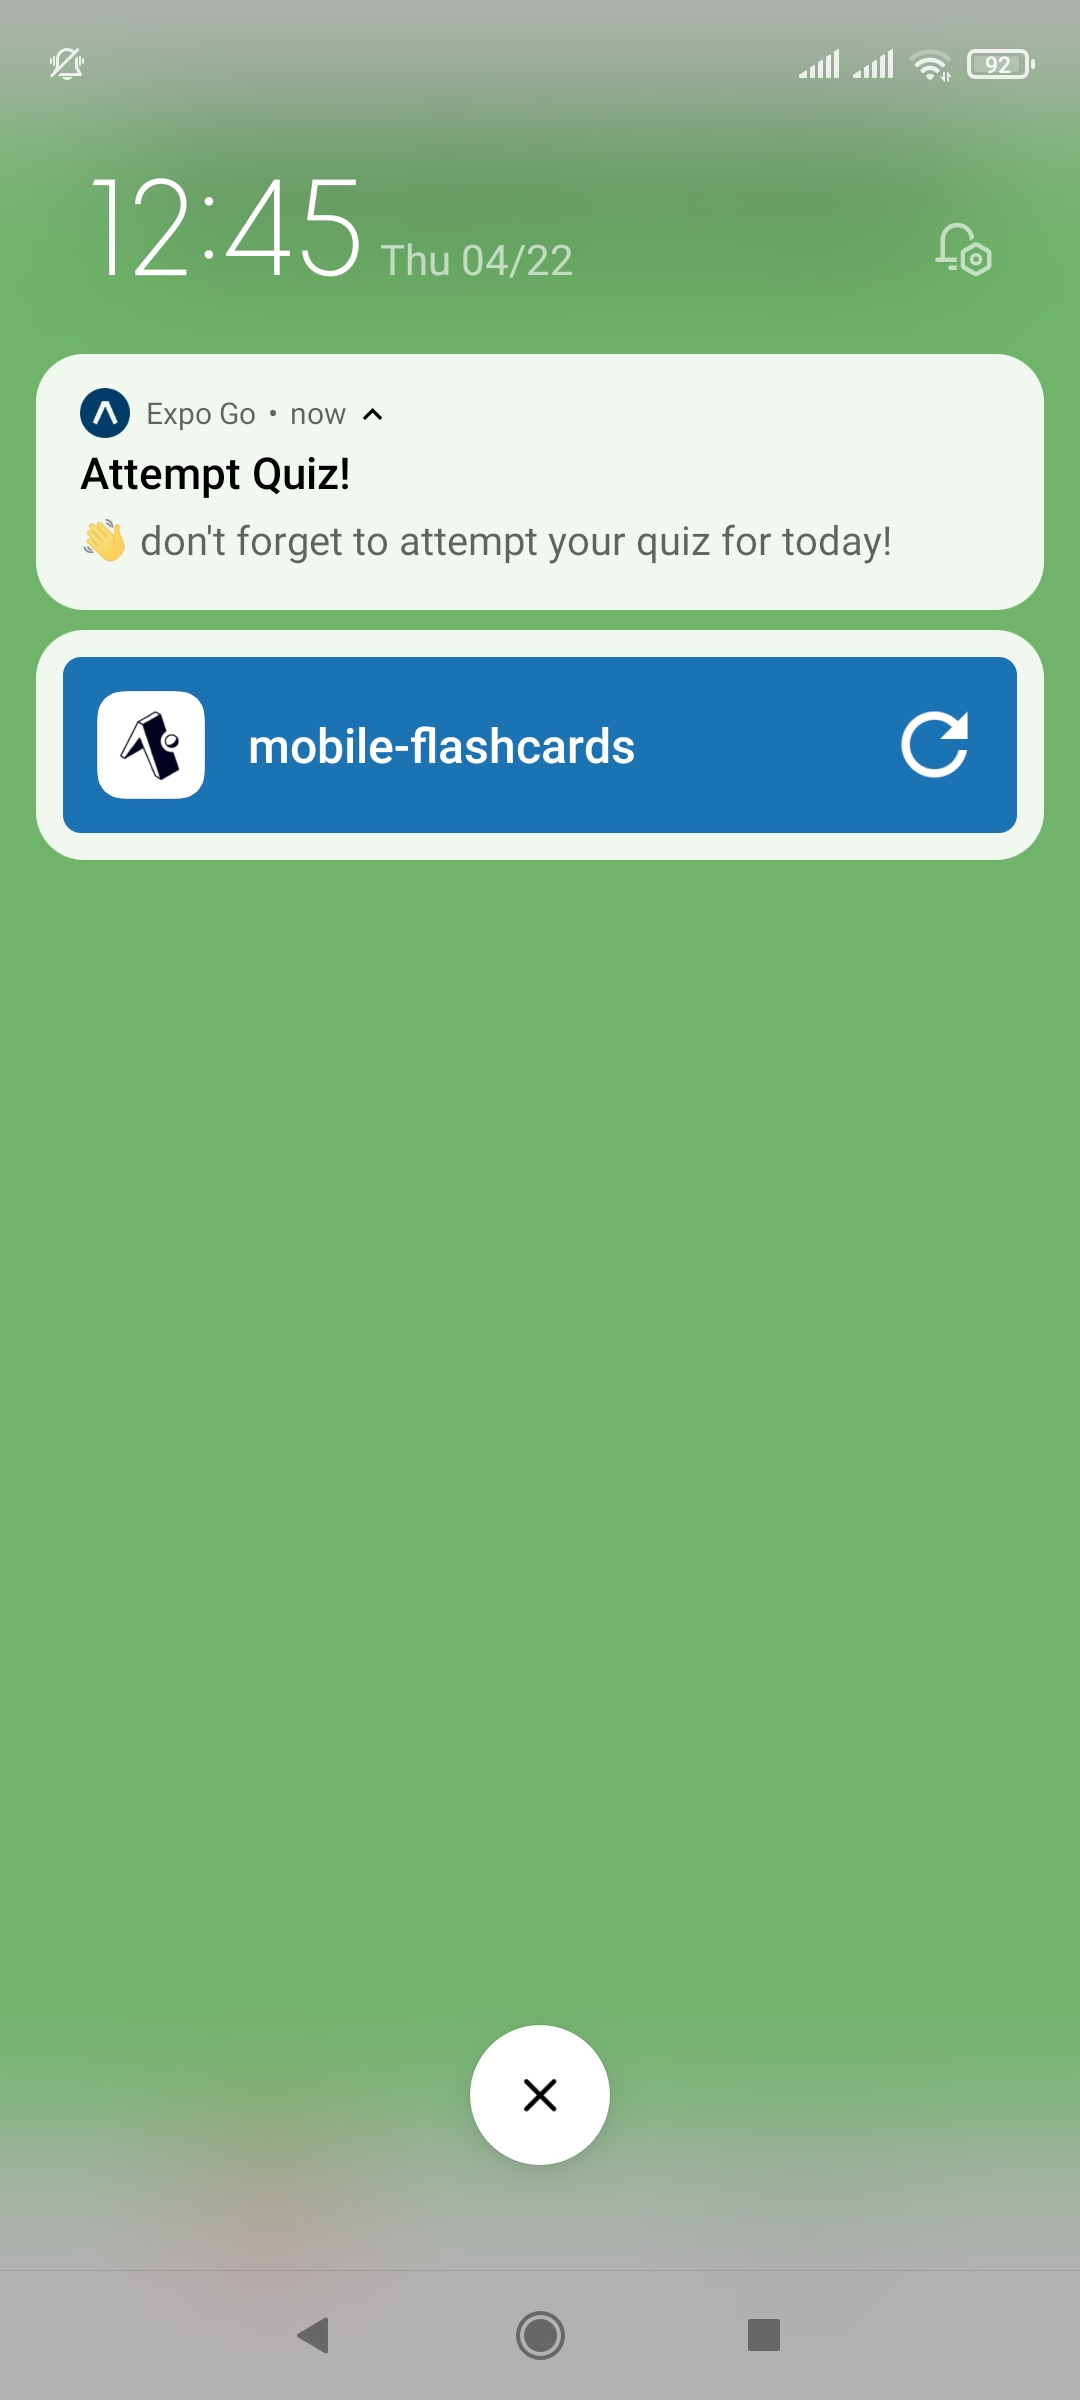 92
12:45 Thu 04/22
Expo Go • now
Attempt Quiz!
👋 don't forget to attempt your quiz for today!
mobile-flashcards